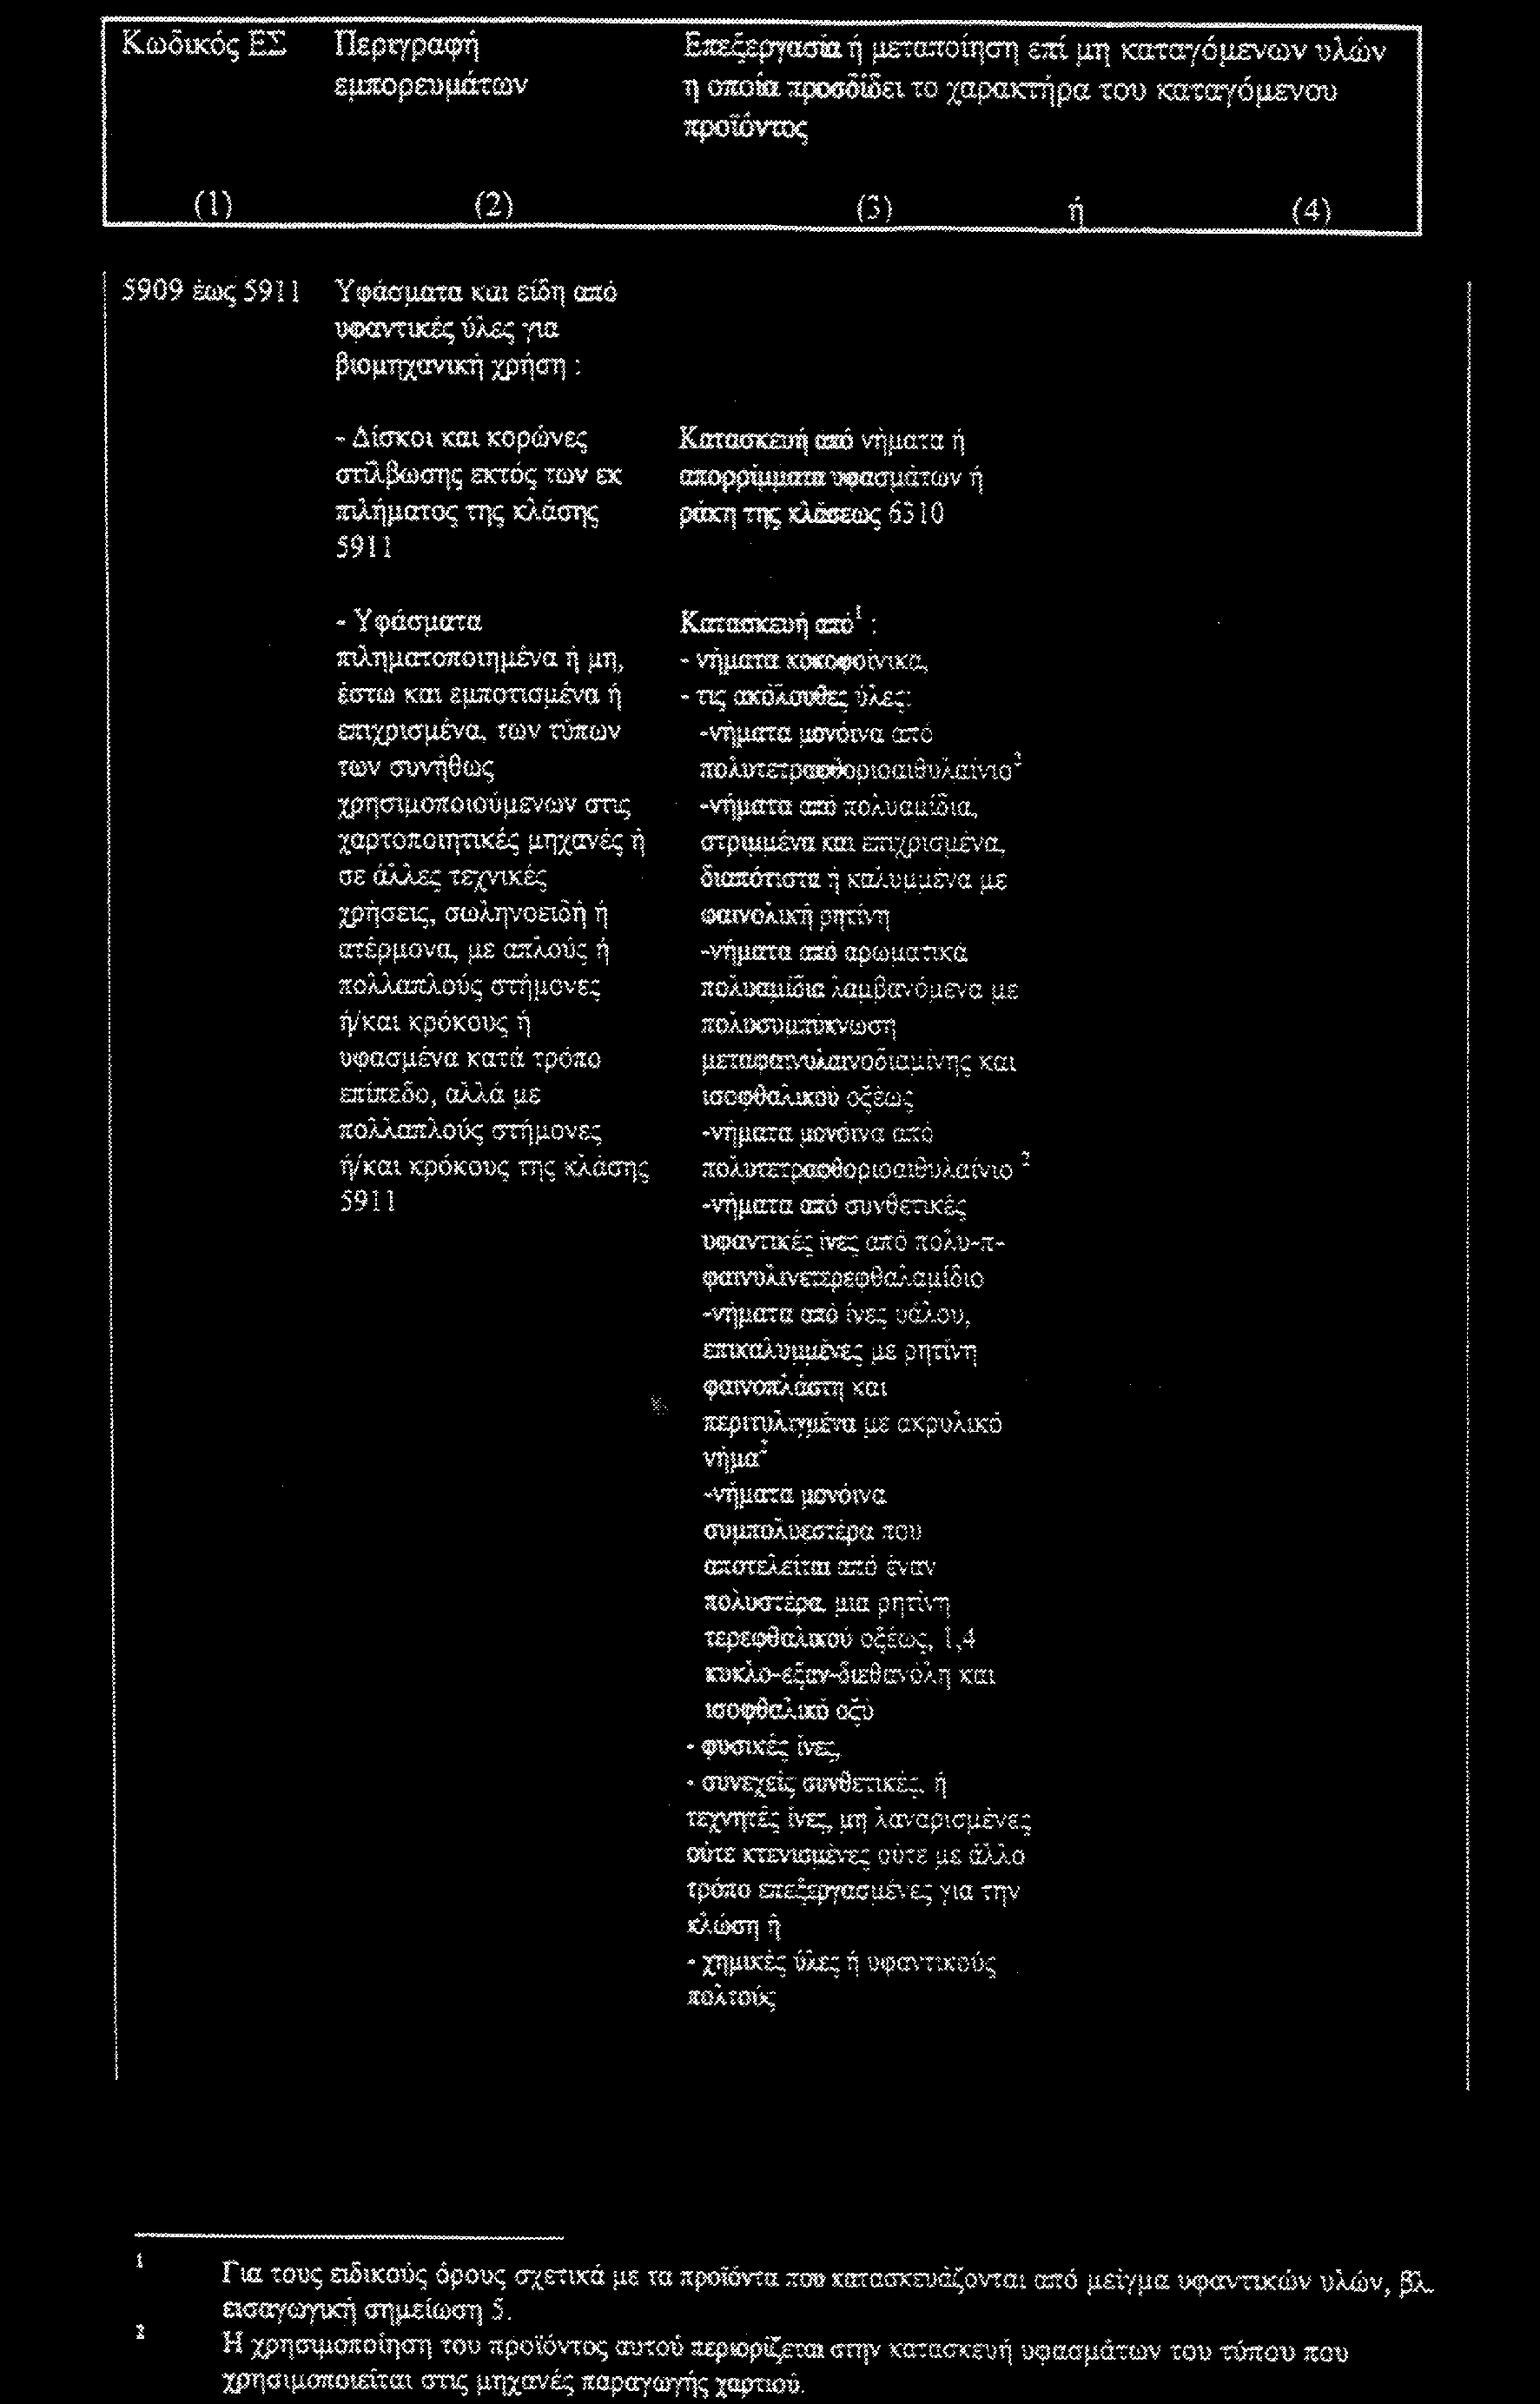 Κωδικός ΕΣ Περιγραφή Επεξεργασία ή μεταποίηση επί μη καταγόμενων υλών
εμπορευμάτων η οποία προσδίδει το χαρακτήρα του καταγόμενου
προϊόντος
(1) (2) (3) ή (4)
5909 έως 5911 Υφάσματα και είδη από
υφαντικές ύλες για
βιομηχανική χρήση :
- Δίσκοι και κορώνες
στίλβωσης εκτός των εκ
πιλήματος της κλάσης
5911
Κατασκευή από νήματα ή
απορρίμματα υφασμάτων ή
ράκη της κλάσεως 6310
- Υφάσματα
πιληματοποιημένα ή μη,
έστω και εμποτισμένα ή
επιχρισμένα, των τύπων
των συνήθως
χρησιμοποιούμενων στις
χαρτοποιητικές μηχανές ή
σε άλλες τεχνικές
χρήσεις, σωληνοειδή ή
ατέρμονα, με απλούς ή
πολλαπλούς στήμονες
ή/και κρόκους ή
υφασμένα κατά τρόπο
επίπεδο, αλλά με
πολλαπλούς στήμονες
ή/και κρόκους της κλάσης
5911
Κατασκευή από¹ :
- νήματα κοκοφοίνικα,
- τις ακόλουθες ύλες:
-νήματα μονόινα από
πολυτετραφθοριοαιθυλαίνιο²
-νήματα από πολυαμίδια,
στριμμένα και επιχρισμένα,
διαπότιστα ή καλυμμένα με
φαινολική ρητίνη
-νήματα από αρωματικά
πολυαμίδια λαμβανόμενα με
πολυσυμπύκνωση
μεταφαινυλαινοδιαμίνης και
ισοφθαλικού οξέως
-νήματα μονόινα από
πολυτετραφθοριοαιθυλαίνιο ²
-νήματα από συνθετικές
υφαντικές ίνες από πολυ-π-
φαινυλινετερεφθαλαμίδιο
-νήματα από ίνες υάλου,
επικαλυμμένες με ρητίνη
φαινοπλάστη και
περιτυλιγμένα με ακρυλικό
νήμα²
-νήματα μονόινα
συμπολυεστέρα που
αποτελείται από έναν
πολυστέρα, μια ρητίνη
τερεφθαλικού οξέως, 1,4
κυκλο-εξαν-διεθανόλη και
ισοφθαλικό οξύ
- φυσικές ίνες,
- συνεχείς συνθετικές, ή
τεχνητές ίνες, μη λαναρισμένες
ούτε κτενισμένες ούτε με άλλο
τρόπο επεξεργασμένες για την
κλώση ή
- χημικές ύλες ή υφαντικούς
πολτούς
¹ Για τους ειδικούς όρους σχετικά με τα προϊόντα που κατασκευάζονται από μείγμα υφαντικών υλών, βλ.
εισαγωγική σημείωση 5.
² Η χρησιμοποίηση του προϊόντος αυτού περιορίζεται στην κατασκευή υφασμάτων του τύπου που
χρησιμοποιείται στις μηχανές παραγωγής χαρτιού.